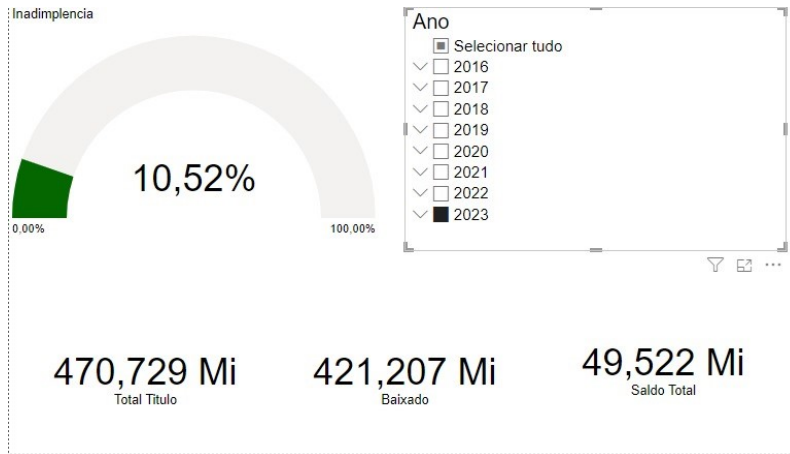 Inadimplencia
10,52%
0,00%
100,00%
Ano
Selecionar tudo
2016
2017
2018
2019
2020
2021
2022
2023
470,729 Mi
Total Titulo
421,207 Mi
Baixado
49,522 Mi
Saldo Total